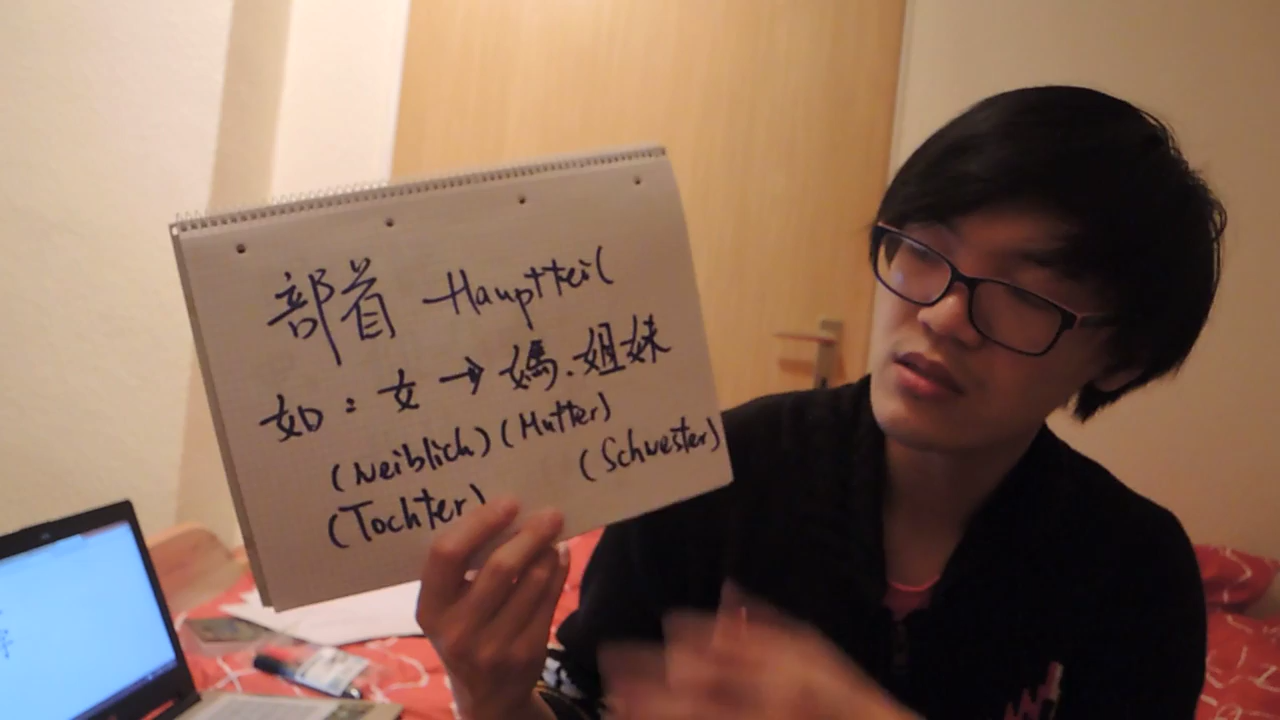 部首 Hauptteil
如：女 → 媽、姐妹
(Weiblich) (Mutter)
(Schwester)
(Tochter)